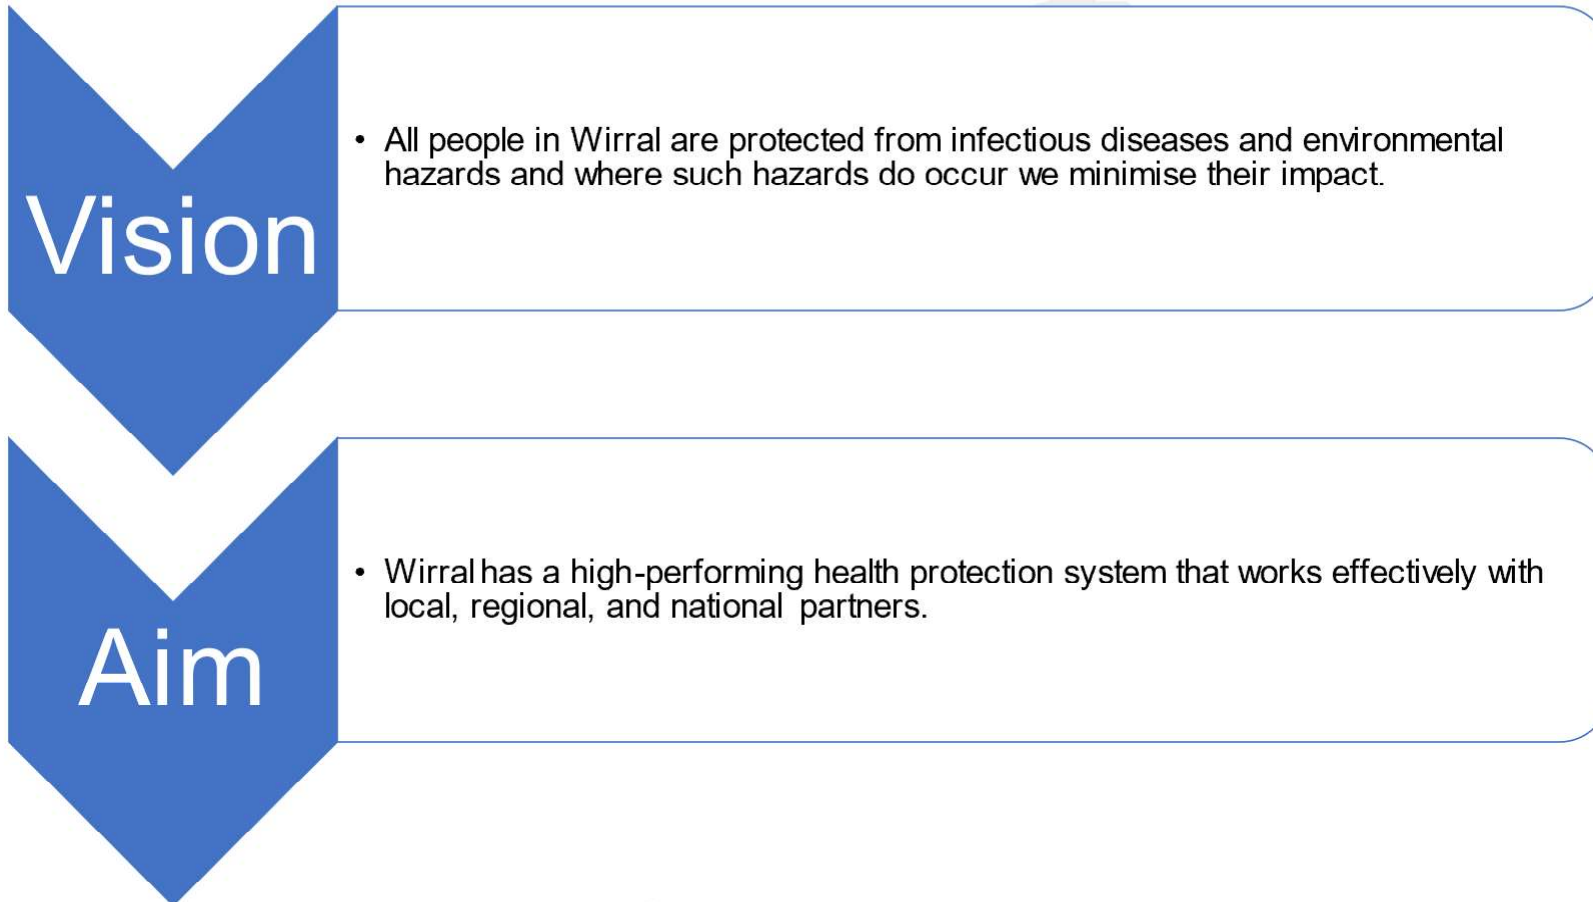 Vision
• All people in Wirral are protected from infectious diseases and environmental
hazards and where such hazards do occur we minimise their impact.
Aim
• Wirral has a high-performing health protection system that works effectively with
local, regional, and national partners.